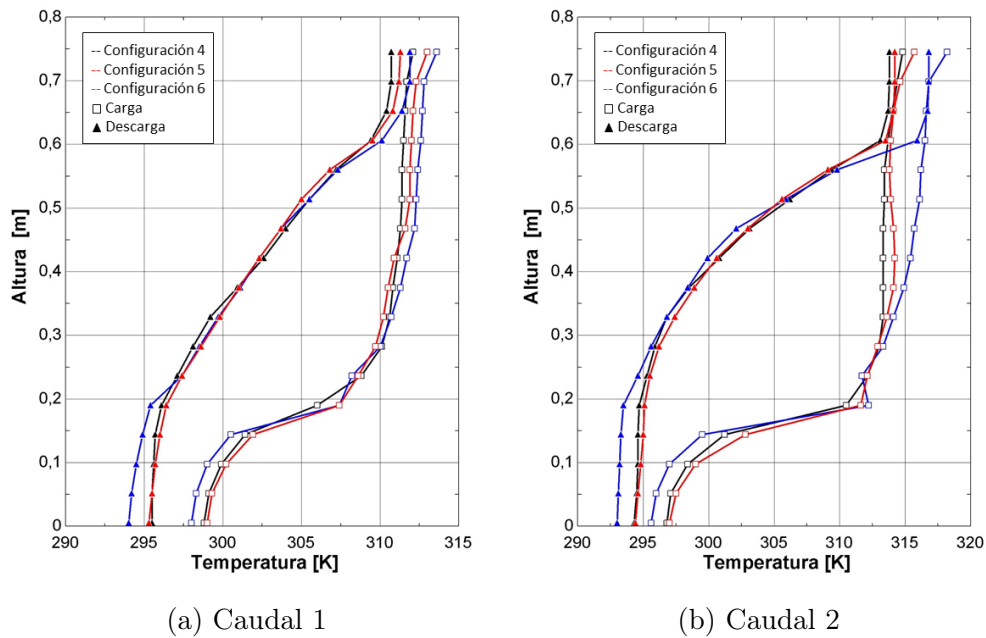 0,8
0,7
0,6
0,5
0,4
0,3
0,2
0,1
0
Altura [m]
-- Configuración 4
-- Configuración 5
-- Configuración 6
Carga
Descarga
290 295 300 305 310 315
Temperatura [K]
(a) Caudal 1
0,8
0,7
0,6
0,5
0,4
0,3
0,2
0,1
0
Altura [m]
-- Configuración 4
-- Configuración 5
-- Configuración 6
Carga
Descarga
290 295 300 305 310 315 320
Temperatura [K]
(b) Caudal 2